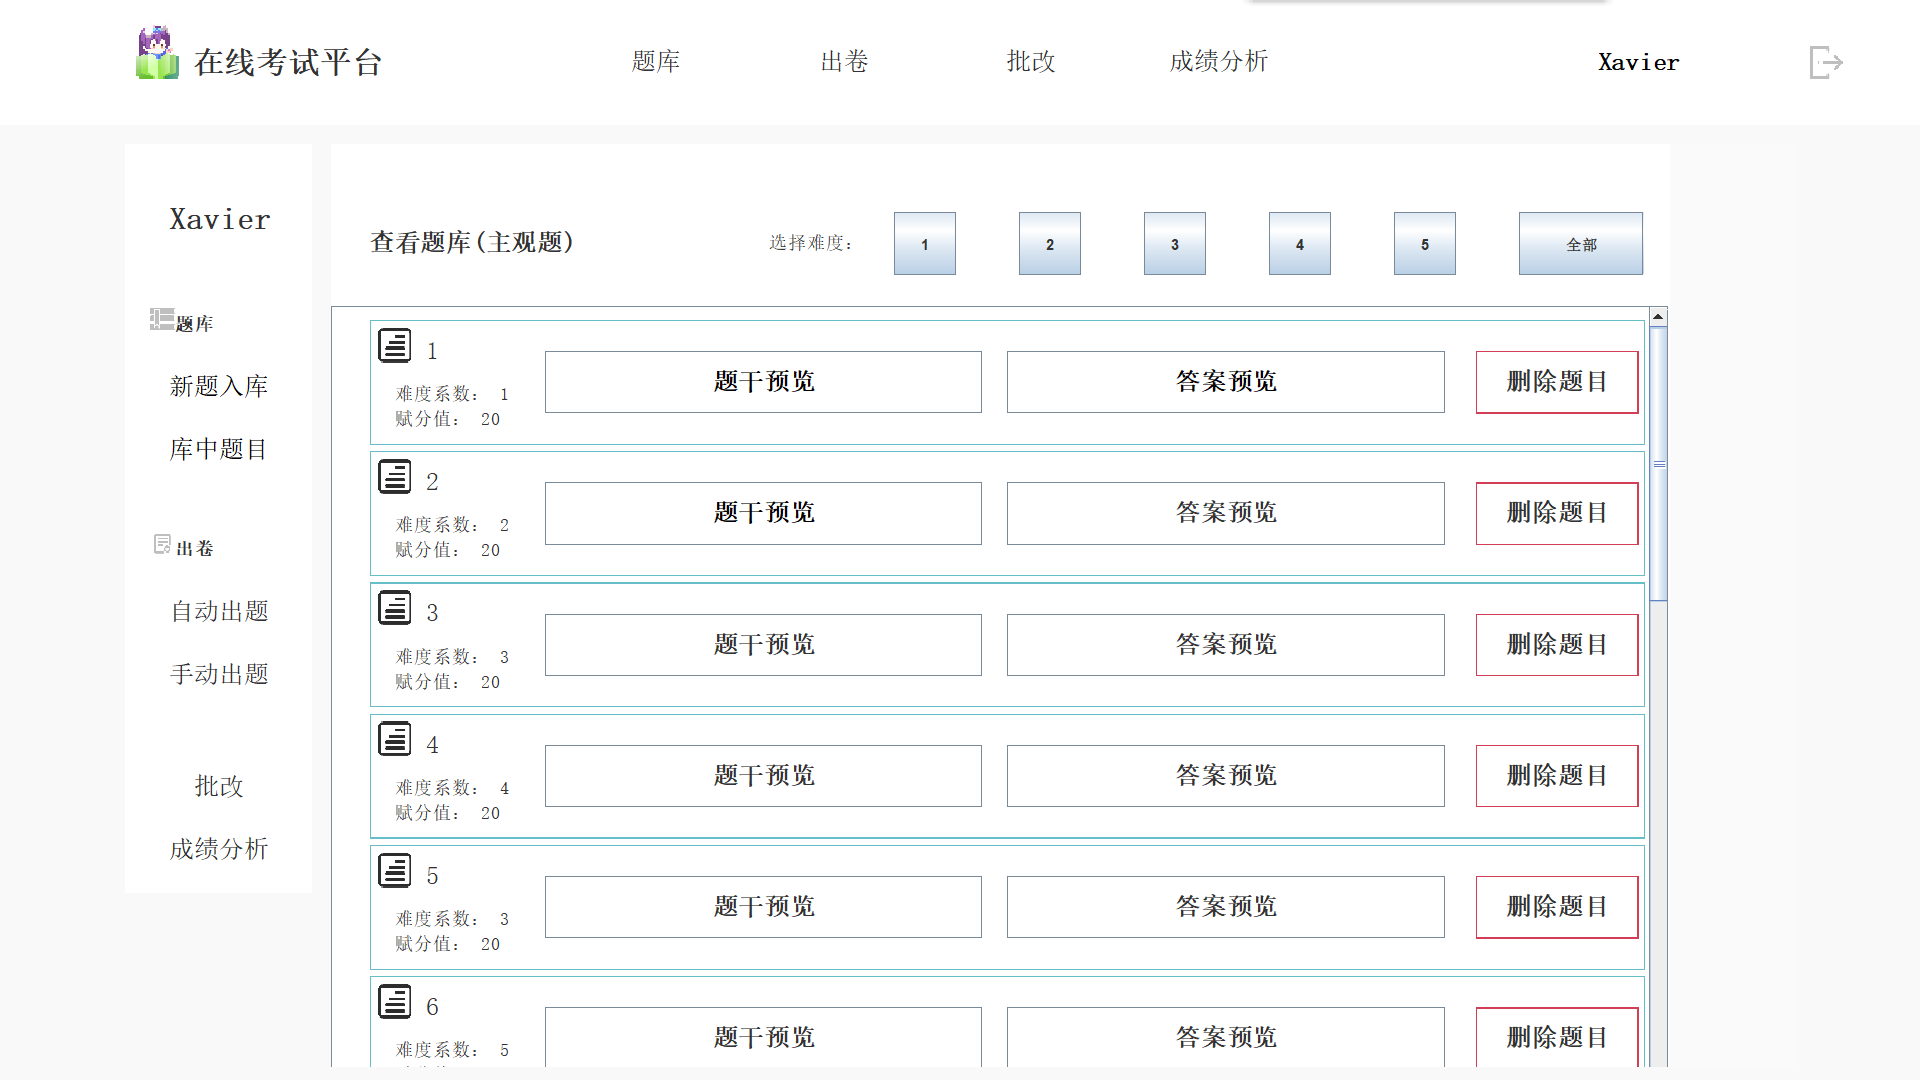 在线考试平台 题库 出卷 批改 成绩分析 Xavier
Xavier
题库
新题入库
库中题目
出卷
自动出题
手动出题
批改
成绩分析
查看题库(主观题) 选择难度: 1 2 3 4 5 全部
1
难度系数: 1
赋分值: 20
题干预览 答案预览 删除题目
2
难度系数: 2
赋分值: 20
题干预览 答案预览 删除题目
3
难度系数: 3
赋分值: 20
题干预览 答案预览 删除题目
4
难度系数: 4
赋分值: 20
题干预览 答案预览 删除题目
5
难度系数: 3
赋分值: 20
题干预览 答案预览 删除题目
6
难度系数: 5
题干预览 答案预览 删除题目